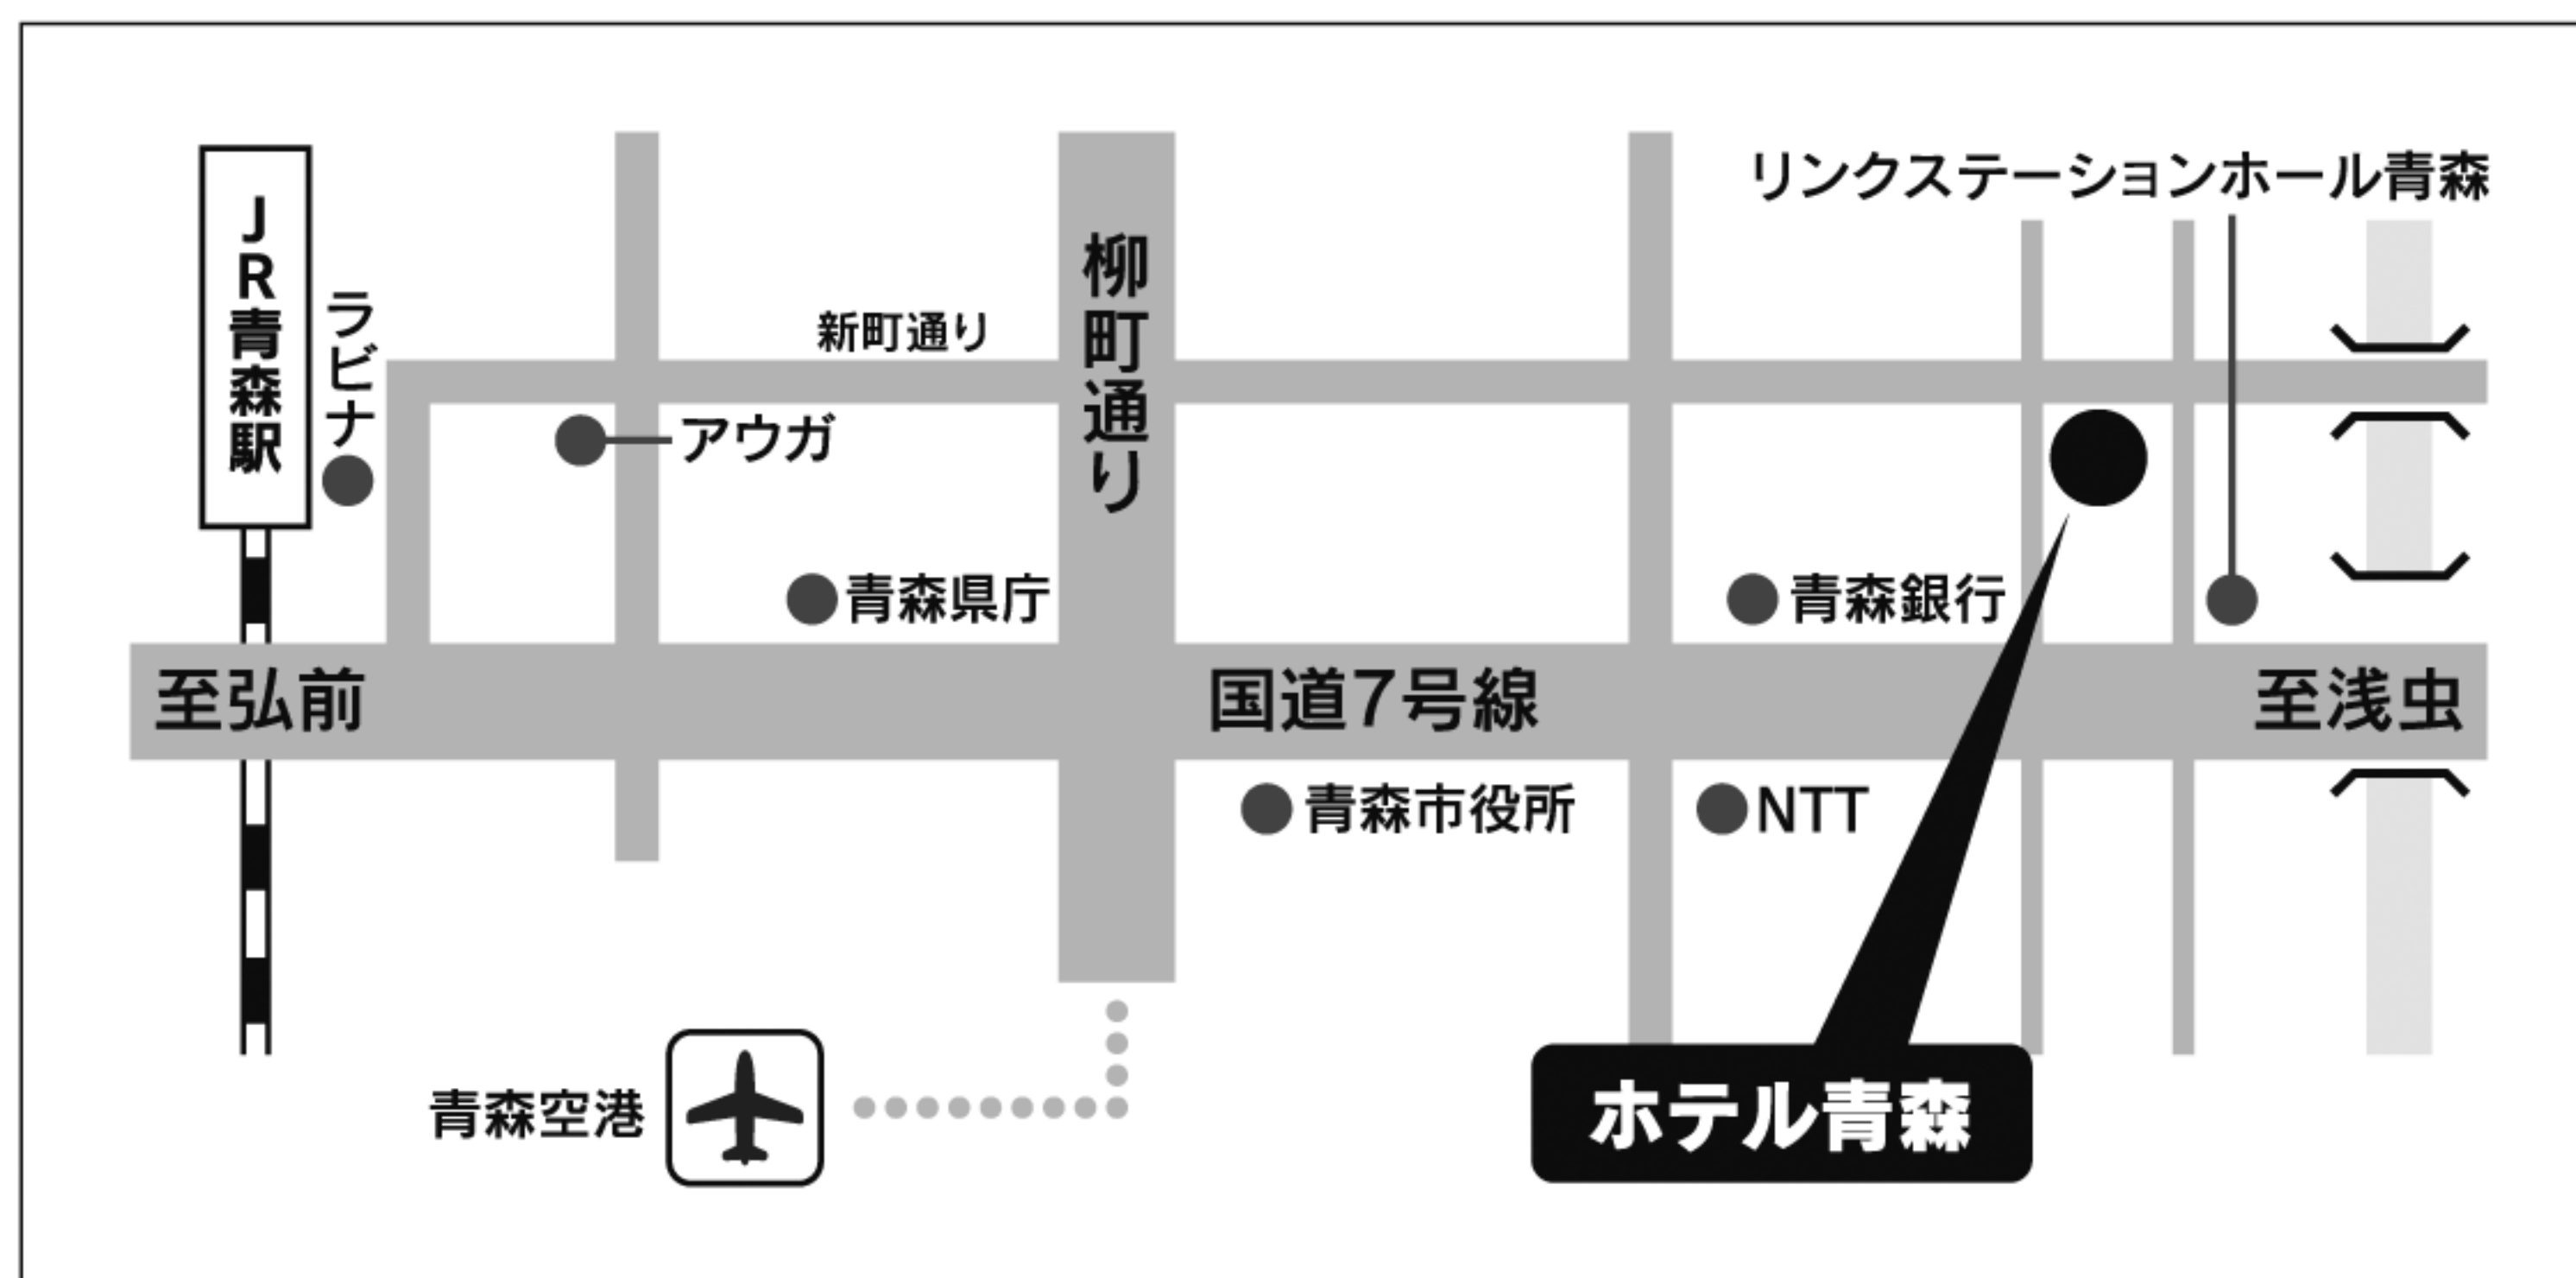 JR青森駅
ラビナ
新町通り
アウガ
柳町通り
リンクステーションホール青森
青森県庁
青森銀行
至弘前
国道7号線
至浅虫
青森市役所
NTT
青森空港
ホテル青森